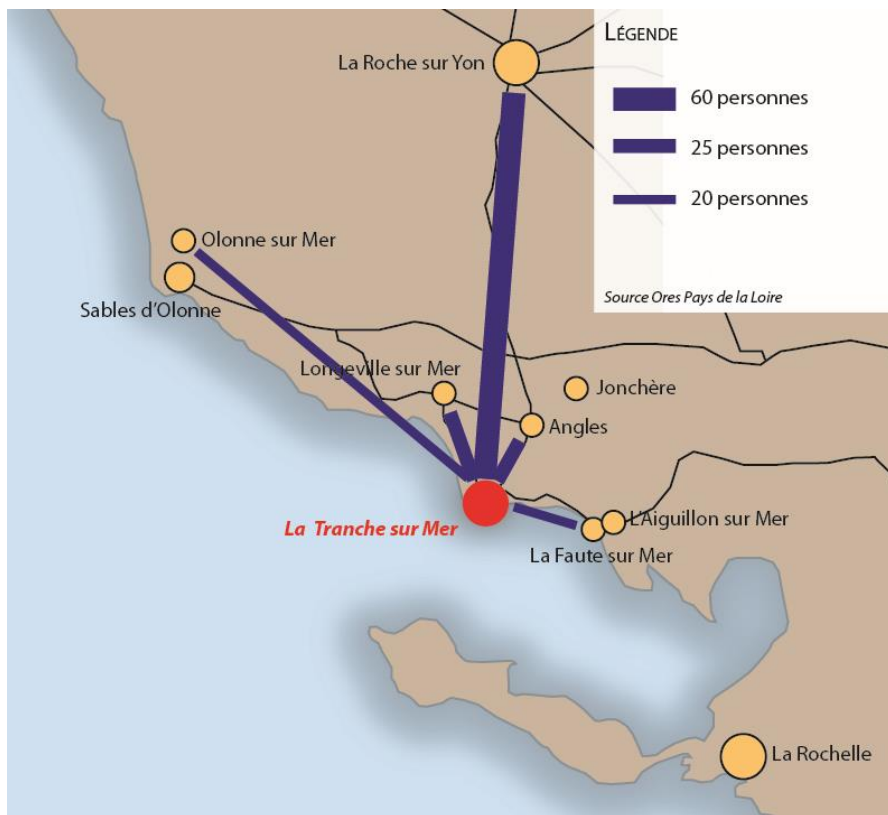 LÉGENDE
60 personnes
25 personnes
20 personnes
Source Ores Pays de la Loire
La Roche sur Yon
Olonne sur Mer
Sables d'Olonne
Longeville sur Mer
Jonchère
Angles
La Tranche sur Mer
L'Aiguillon sur Mer
La Faute sur Mer
La Rochelle